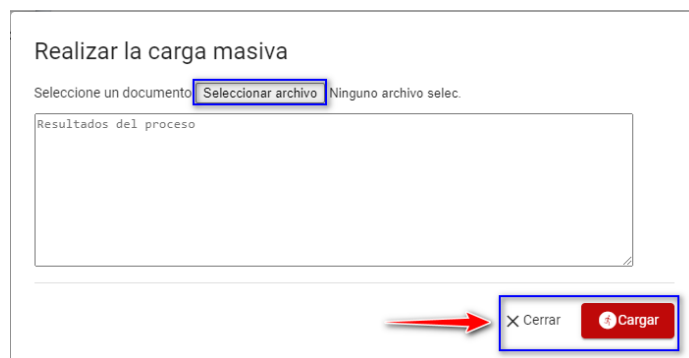 Realizar la carga masiva
Seleccione un documento Seleccionar archivo Ninguno archivo selec.
Resultados del proceso
Cerrar Cargar